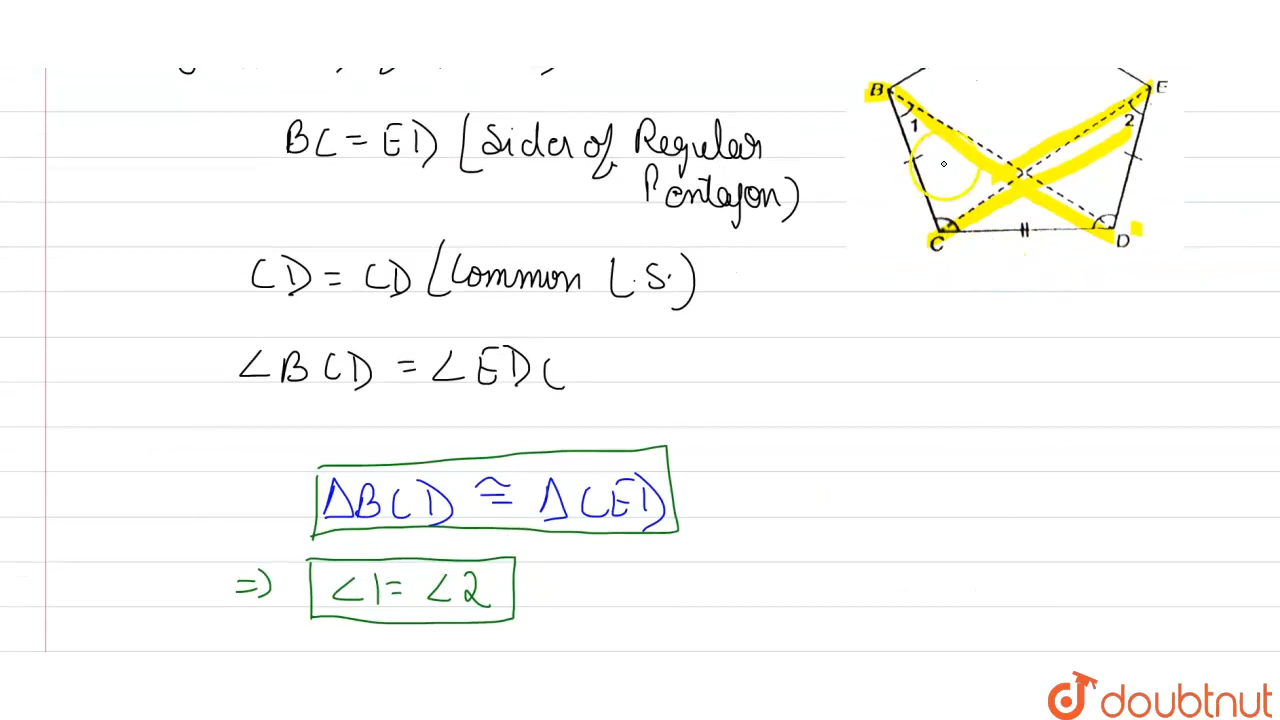 BC = ED [Sides of Regular
Pentagon)
CD = CD (Common L.S.)
∠BCD = ∠EDC
ΔBCD ≅ ΔCED
⇒ ∠1 = ∠2
B
E
1
2
C
D
doubtnut